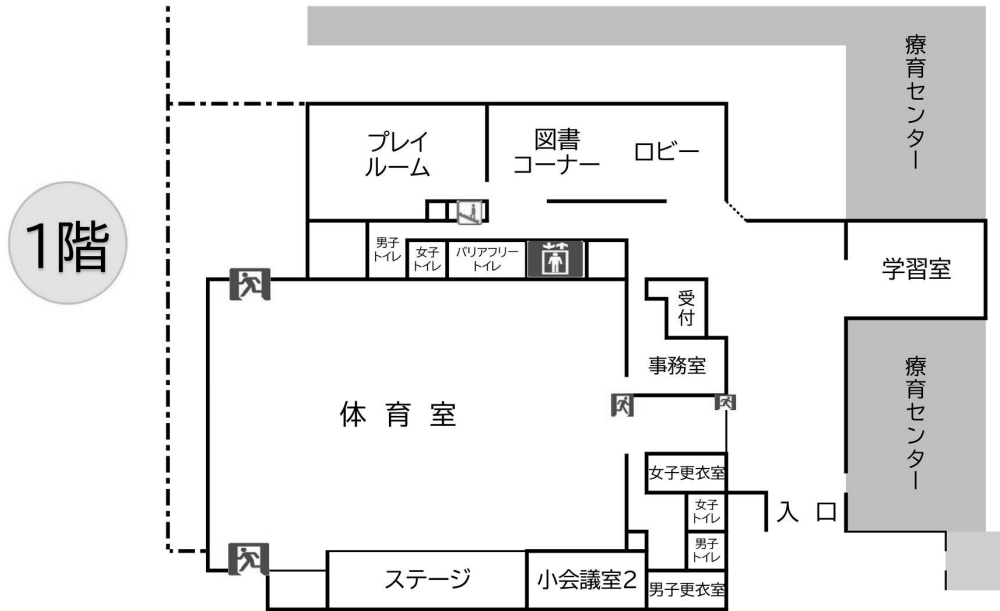 療育センター
プレイ
ルーム
図書
コーナー
ロビー
1階
男子
トイレ
女子
トイレ
バリアフリー
トイレ
学習室
受
付
事務室
体育室
療育センター
女子更衣室
女子
トイレ
入口
男子
トイレ
ステージ
小会議室2
男子更衣室